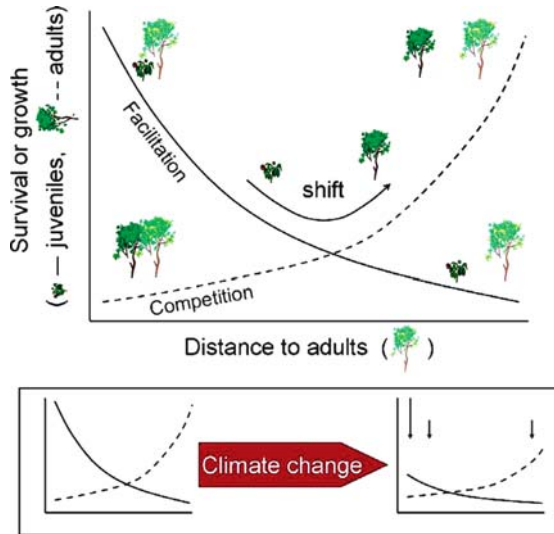 Survival or growth
( — juveniles, --- adults)
Facilitation
shift
Competition
Distance to adults ( )
Climate change